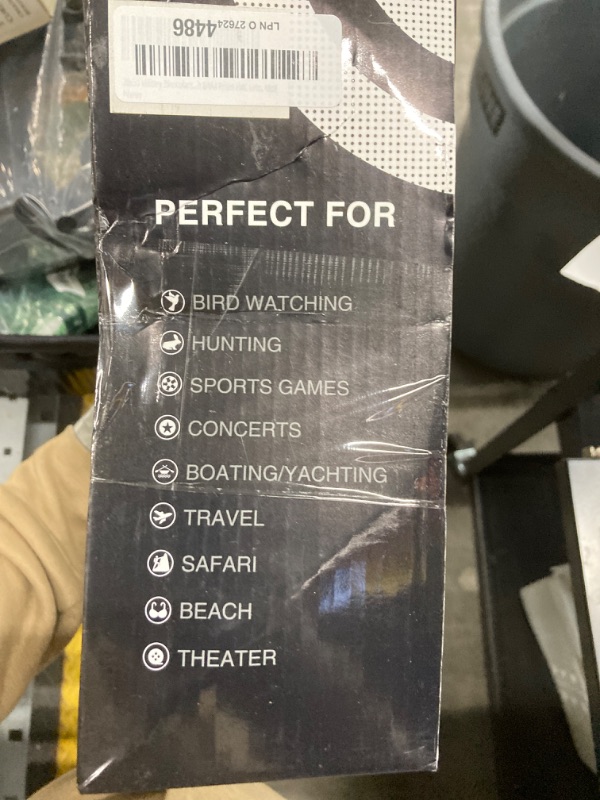 LPN O 27624
4486
PERFECT FOR
BIRD WATCHING
HUNTING
SPORTS GAMES
CONCERTS
BOATING/YACHTING
TRAVEL
SAFARI
BEACH
THEATER